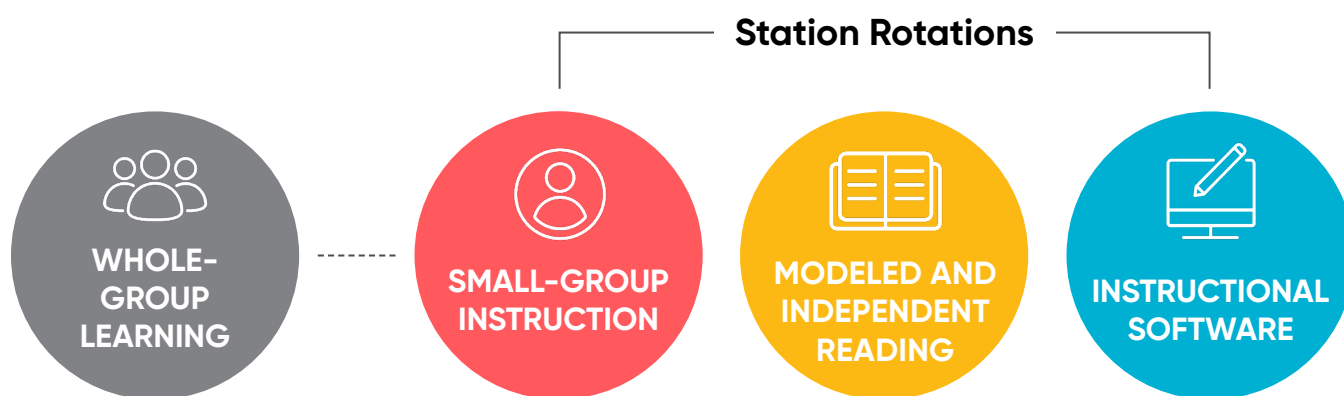 Station Rotations
WHOLE-
GROUP
LEARNING
SMALL-GROUP
INSTRUCTION
MODELED AND
INDEPENDENT
READING
INSTRUCTIONAL
SOFTWARE